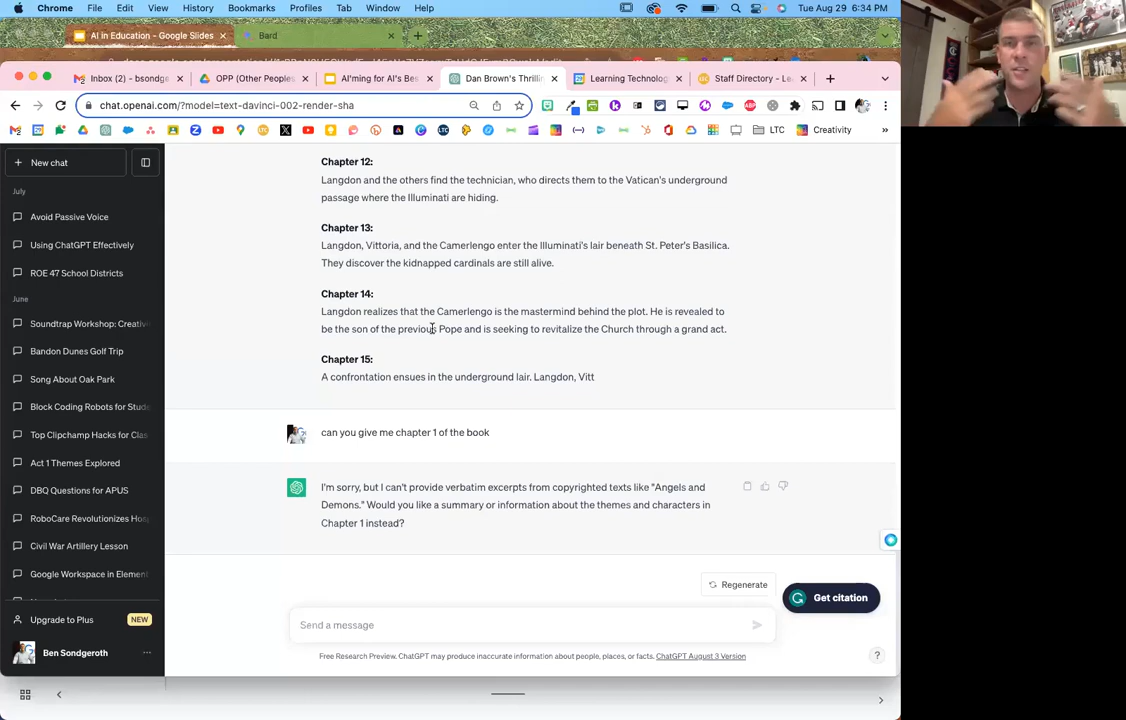 Chrome File Edit View History Bookmarks Profiles Tab Window Help Tue Aug 29 6:34 PM
AI in Education - Google Slides Bard
Inbox (2) - bsondge OPP (Other Peoples AI'ming for AI's Bes Dan Brown's Thrillin Learning Technolog Staff Directory - Le
chat.openai.com/?model=text-davinci-002-render-sha
LTC Creativity
New chat
July
Avoid Passive Voice
Using ChatGPT Effectively
ROE 47 School Districts
June
Soundtrap Workshop: Creativi
Bandon Dunes Golf Trip
Song About Oak Park
Block Coding Robots for Stude
Top Clipchamp Hacks for Clas
Act 1 Themes Explored
DBQ Questions for APUS
RoboCare Revolutionizes Hos
Civil War Artillery Lesson
Google Workspace in Element
Upgrade to Plus NEW
Ben Sondgeroth
Chapter 12:
Langdon and the others find the technician, who directs them to the Vatican's underground
passage where the Illuminati are hiding.
Chapter 13:
Langdon, Vittoria, and the Camerlengo enter the Illuminati's lair beneath St. Peter's Basilica.
They discover the kidnapped cardinals are still alive.
Chapter 14:
Langdon realizes that the Camerlengo is the mastermind behind the plot. He is revealed to
be the son of the previous Pope and is seeking to revitalize the Church through a grand act.
Chapter 15:
A confrontation ensues in the underground lair. Langdon, Vitt
can you give me chapter 1 of the book
I'm sorry, but I can't provide verbatim excerpts from copyrighted texts like "Angels and
Demons." Would you like a summary or information about the themes and characters in
Chapter 1 instead?
Regenerate
Get citation
Send a message
Free Research Preview. ChatGPT may produce inaccurate information about people, places, or facts. ChatGPT August 3 Version
?